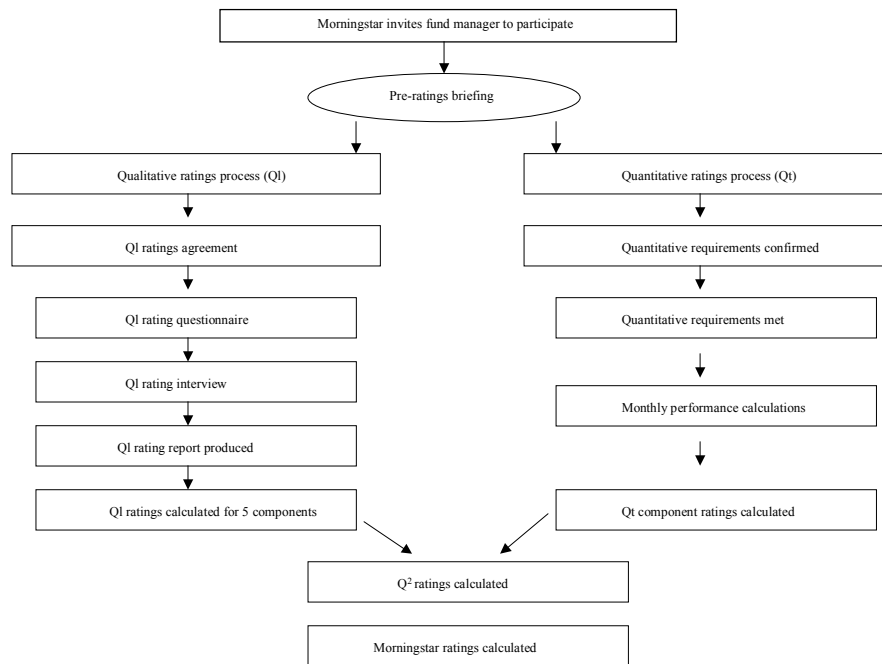 Morningstar invites fund manager to participate
Pre-ratings briefing
Qualitative ratings process (Ql)
Quantitative ratings process (Qt)
Ql ratings agreement
Quantitative requirements confirmed
Ql rating questionnaire
Quantitative requirements met
Ql rating interview
Monthly performance calculations
Ql rating report produced
Ql ratings calculated for 5 components
Qt component ratings calculated
Q² ratings calculated
Morningstar ratings calculated